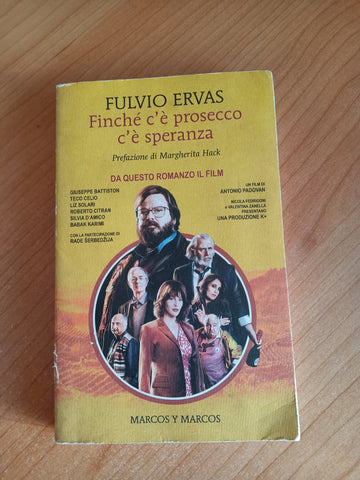 FULVIO ERVAS
Finché c'è prosecco
c'è speranza
Prefazione di Margherita Hack
DA QUESTO ROMANZO IL FILM
GIUSEPPE BATTISTON
TECO CELIO
LIZ SOLARI
ROBERTO CITRAN
SILVIA D'AMICO
BABAK KARIMI
CON LA PARTECIPAZIONE DI
RADE ŠERBEDŽIJA
UN FILM DI
ANTONIO PADOVAN
NICOLA FEDRIGONI
e VALENTINA ZANELLA
PRESENTANO
UNA PRODUZIONE K+
MARCOS Y MARCOS